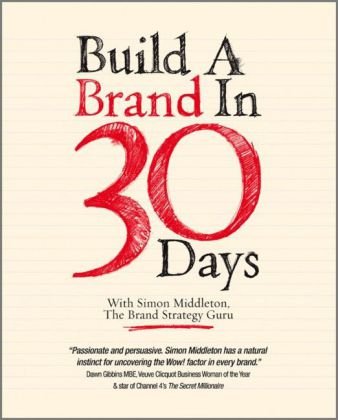 Build A
Brand In
30
Days
With Simon Middleton,
The Brand Strategy Guru
"Passionate and persuasive. Simon Middleton has a natural
instinct for uncovering the Wow! factor in every brand."
Dawn Gibbins MBE, Veuve Clicquot Business Woman of the Year
& star of Channel 4's The Secret Millionaire